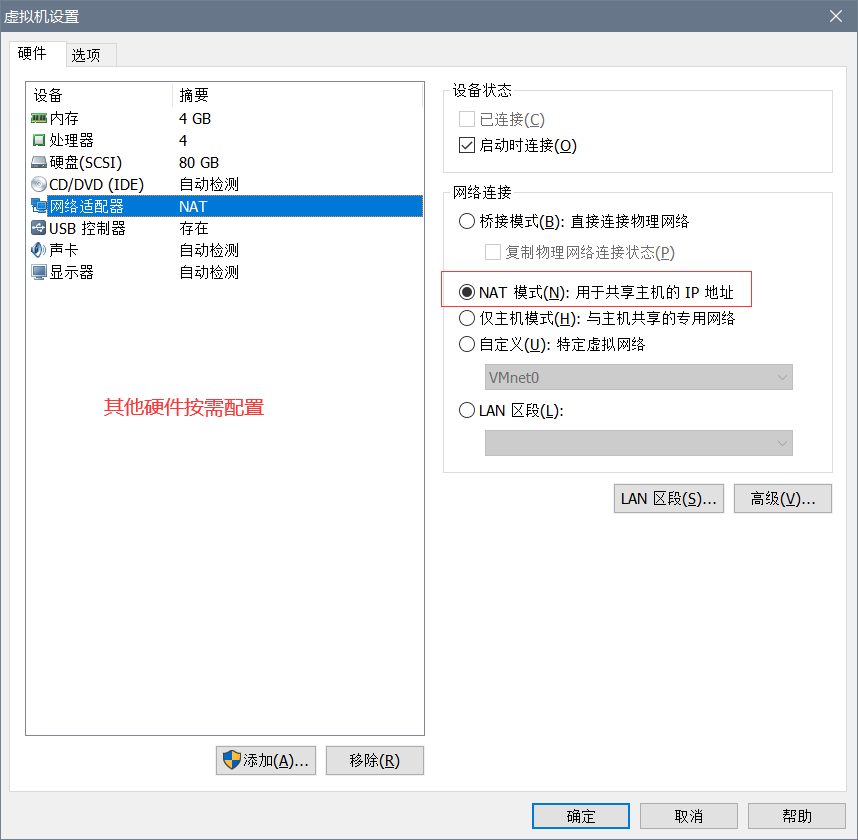 虚拟机设置
硬件 选项
设备 摘要
内存 4 GB
处理器 4
硬盘(SCSI) 80 GB
CD/DVD (IDE) 自动检测
网络适配器 NAT
USB 控制器 存在
声卡 自动检测
显示器 自动检测
其他硬件按需配置
添加(A)... 移除(R)
设备状态
已连接(C)
启动时连接(O)
网络连接
桥接模式(B): 直接连接物理网络
复制物理网络连接状态(P)
NAT 模式(N): 用于共享主机的 IP 地址
仅主机模式(H): 与主机共享的专用网络
自定义(U): 特定虚拟网络
VMnet0
LAN 区段(L):
LAN 区段(S)... 高级(V)...
确定 取消 帮助